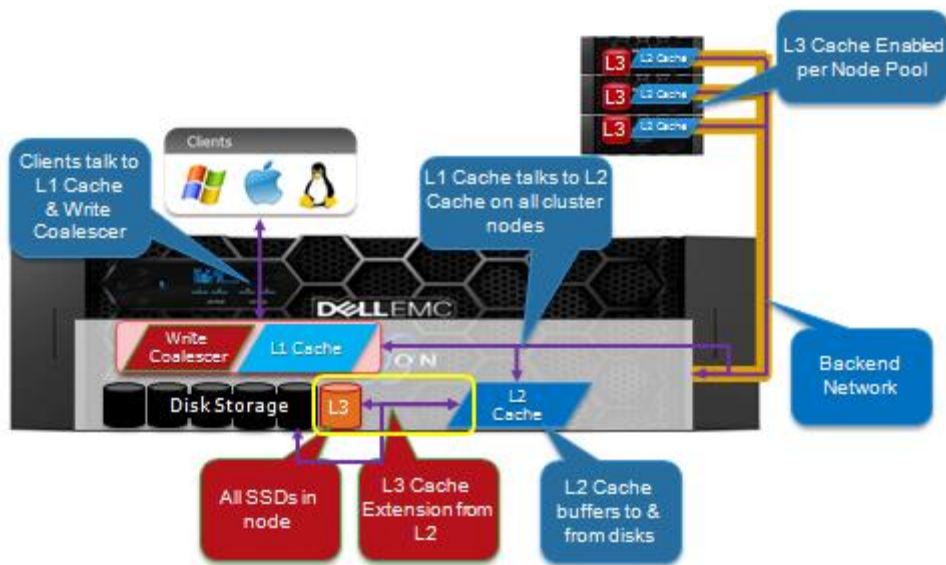 L3
L2 Cache
L3
L2 Cache
L3
L2 Cache
L3 Cache Enabled
per Node Pool
Clients
Clients talk to
L1 Cache
& Write
Coalescer
L1 Cache talks to L2
Cache on all cluster
nodes
DELLEMC
Write
Coalescer
L1 Cache
ON
Backend
Network
Disk Storage
L3
L2
Cache
All SSDs in
node
L3 Cache
Extension from
L2
L2 Cache
buffers to &
from disks